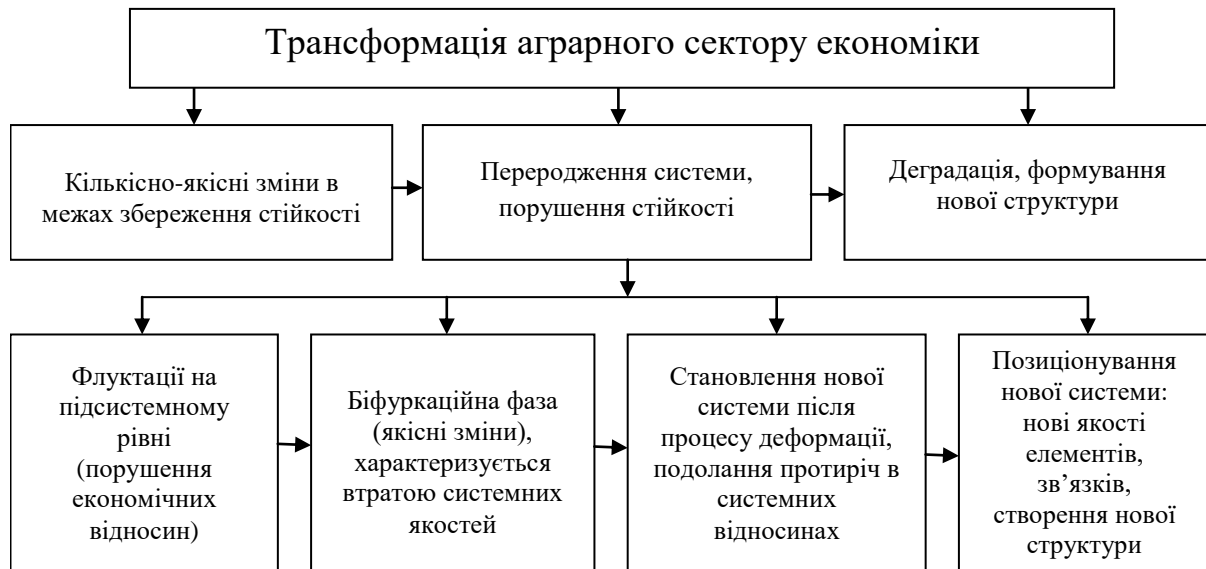 Трансформація аграрного сектору економіки
Кількісно-якісні зміни в
межах збереження стійкості
Переродження системи,
порушення стійкості
Деградація, формування
нової структури
Флуктації на
підсистемному
рівні
(порушення
економічних
відносин)
Біфуркаційна фаза
(якісні зміни),
характеризується
втратою системних
якостей
Становлення нової
системи після
процесу деформації,
подолання протиріч в
системних
відносинах
Позиціонування
нової системи:
нові якості
елементів,
зв’язків,
створення нової
структури